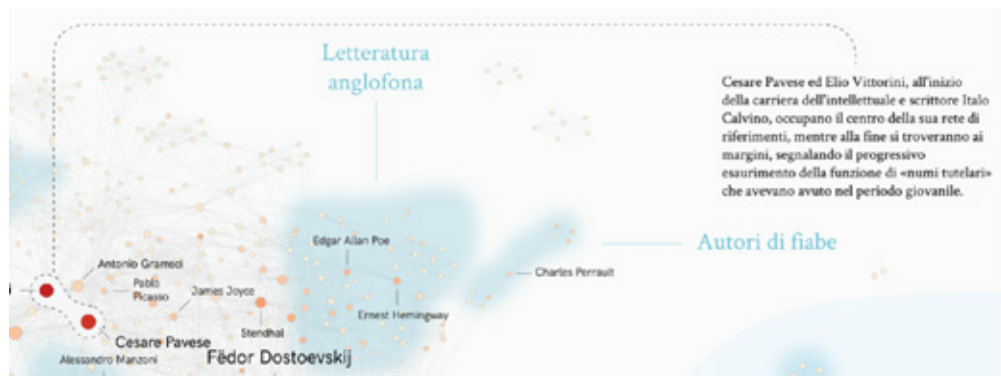 Letteratura
anglofona
Cesare Pavese ed Elio Vittorini, all'inizio
della carriera dell'intellettuale e scrittore Italo
Calvino, occupano il centro della sua rete di
riferimenti, mentre alla fine si troveranno ai
margini, segnalando il progressivo
esaurimento della funzione di «numi tutelari»
che avevano avuto nel periodo giovanile.
Autori di fiabe
Edgar Allan Poe
Antonio Gramsci
Charles Perrault
Pablo
Picasso
James Joyce
Ernest Hemingway
Stendhal
Cesare Pavese
Alessandro Manzoni
Fëdor Dostoevskij